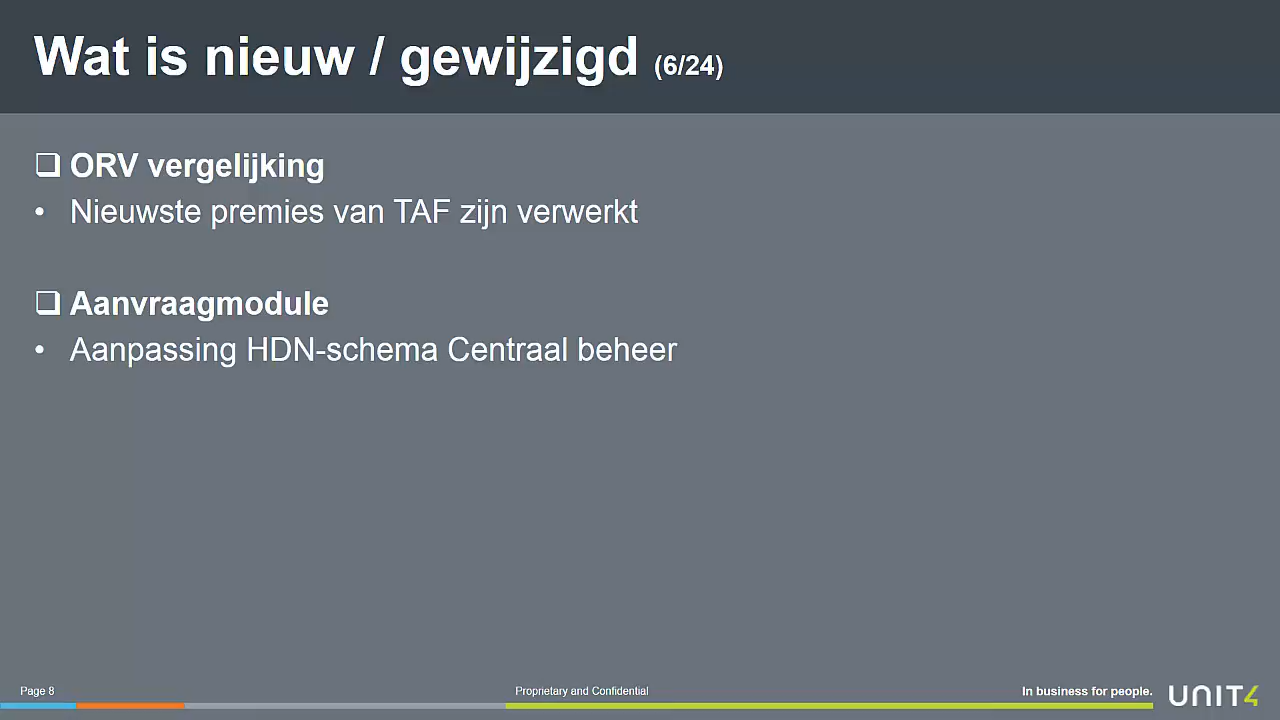 Wat is nieuw / gewijzigd (6/24)
❑ ORV vergelijking
• Nieuwste premies van TAF zijn verwerkt
❑ Aanvraagmodule
• Aanpassing HDN-schema Centraal beheer
Page 8
Proprietary and Confidential
In business for people.
UNIT4